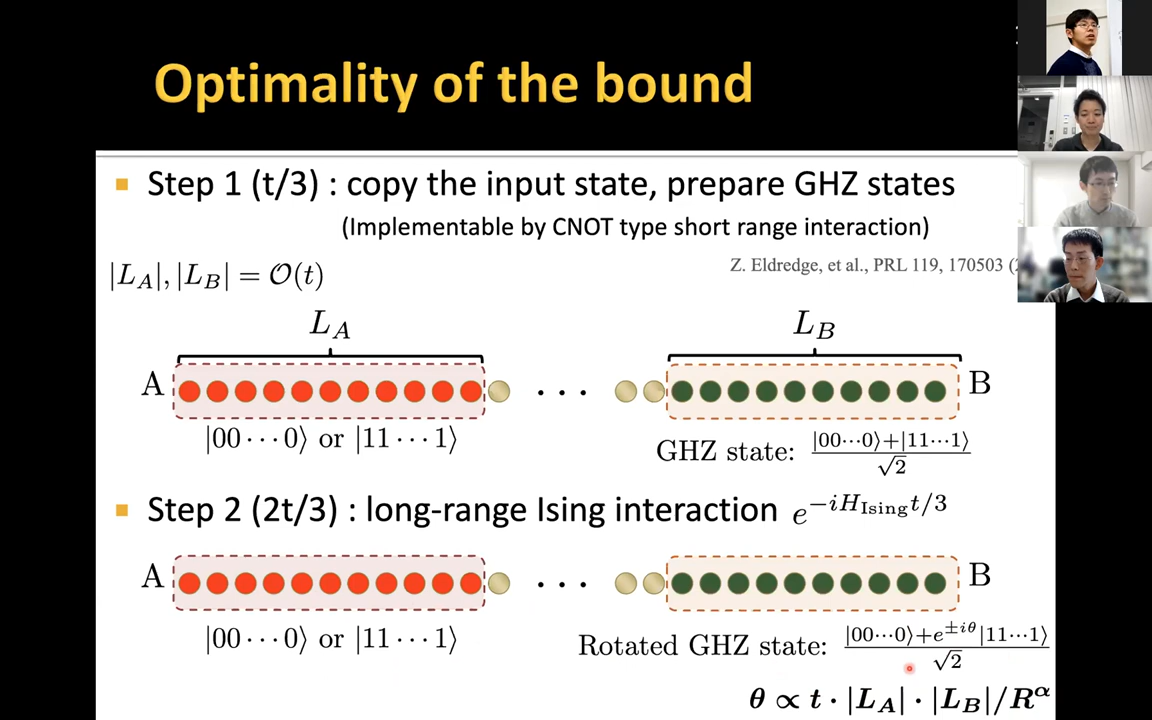 Optimality of the bound
Step 1 (t/3) : copy the input state, prepare GHZ states
(Implementable by CNOT type short range interaction)
|L_A|, |L_B| = 𝒪(t)
Z. Eldredge, et al., PRL 119, 170503 (
L_A
L_B
A
· · ·
B
|00 · · · 0⟩ or |11 · · · 1⟩
GHZ state: (|00···0⟩+|11···1⟩)/√2
Step 2 (2t/3) : long-range Ising interaction e^{−iH_{Ising}t/3}
A
· · ·
B
|00 · · · 0⟩ or |11 · · · 1⟩
Rotated GHZ state: (|00···0⟩+e^{±iθ}|11···1⟩)/√2
θ ∝ t · |L_A| · |L_B|/R^α